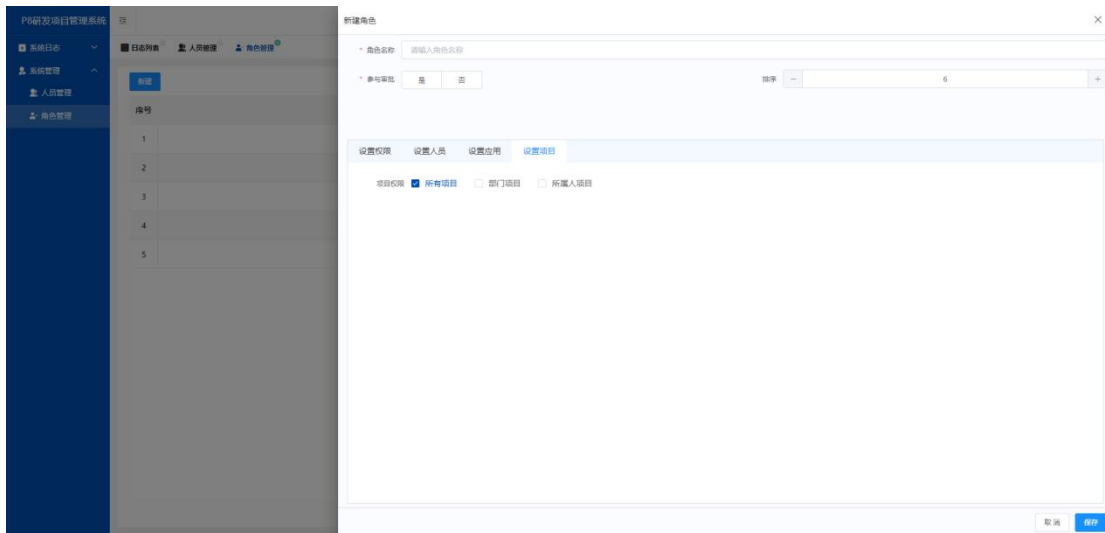 P8研发项目管理系统
新建角色
系统日志
日志列表 人员管理 角色管理
* 角色名称 请输入角色名称
系统管理
新建
* 参与审批 是 否 排序 - 6 +
人员管理
角色管理
序号
1
设置权限 设置人员 设置应用 设置项目
2
项目权限 所有项目 部门项目 所属人项目
3
4
5
取消 保存